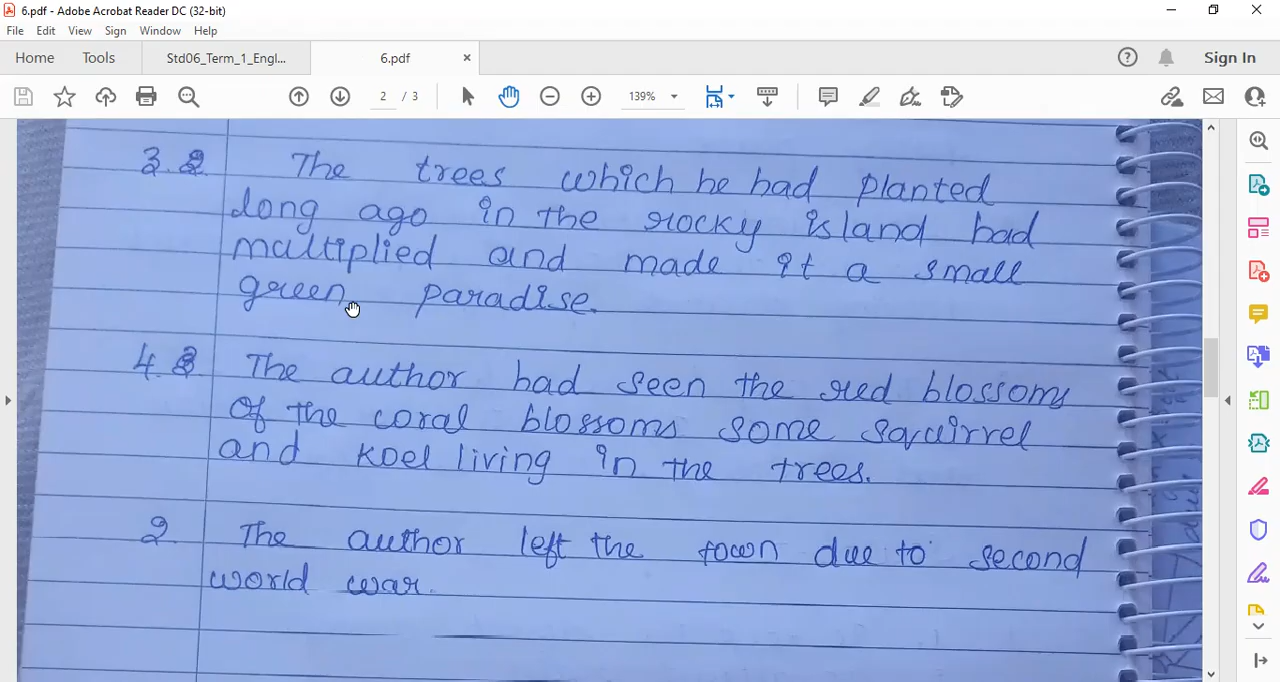 6.pdf - Adobe Acrobat Reader DC (32-bit)
File Edit View Sign Window Help
Home Tools Std06_Term_1_Engl... 6.pdf × Sign In
2 / 3 139%
3. The trees which he had planted
long ago in the rocky island had
multiplied and made it a small
green paradise.
4. The author had seen the red blossoms
Of the coral blossoms some squirrel
and koel living in the trees.
2 The author left the town due to second
world war.